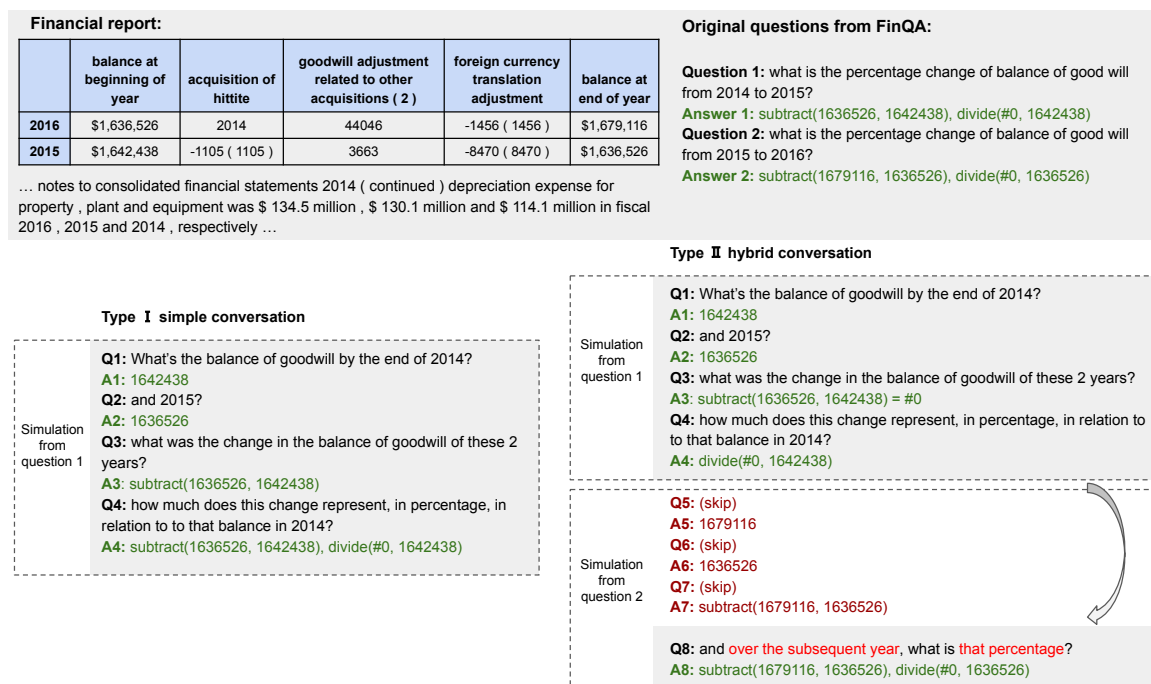 Financial report:
balance at beginning of year
acquisition of hittite
goodwill adjustment related to other acquisitions ( 2 )
foreign currency translation adjustment
balance at end of year
2016 $1,636,526 2014 44046 -1456 ( 1456 ) $1,679,116
2015 $1,642,438 -1105 ( 1105 ) 3663 -8470 ( 8470 ) $1,636,526
… notes to consolidated financial statements 2014 ( continued ) depreciation expense for
property , plant and equipment was $ 134.5 million , $ 130.1 million and $ 114.1 million in fiscal
2016 , 2015 and 2014 , respectively …
Original questions from FinQA:
Question 1: what is the percentage change of balance of good will
from 2014 to 2015?
Answer 1: subtract(1636526, 1642438), divide(#0, 1642438)
Question 2: what is the percentage change of balance of good will
from 2015 to 2016?
Answer 2: subtract(1679116, 1636526), divide(#0, 1636526)
Type Ⅰ simple conversation
Simulation
from
question 1
Q1: What's the balance of goodwill by the end of 2014?
A1: 1642438
Q2: and 2015?
A2: 1636526
Q3: what was the change in the balance of goodwill of these 2
years?
A3: subtract(1636526, 1642438)
Q4: how much does this change represent, in percentage, in
relation to to that balance in 2014?
A4: subtract(1636526, 1642438), divide(#0, 1642438)
Type Ⅱ hybrid conversation
Simulation
from
question 1
Q1: What's the balance of goodwill by the end of 2014?
A1: 1642438
Q2: and 2015?
A2: 1636526
Q3: what was the change in the balance of goodwill of these 2 years?
A3: subtract(1636526, 1642438) = #0
Q4: how much does this change represent, in percentage, in relation to
to that balance in 2014?
A4: divide(#0, 1642438)
Simulation
from
question 2
Q5: (skip)
A5: 1679116
Q6: (skip)
A6: 1636526
Q7: (skip)
A7: subtract(1679116, 1636526)
Q8: and over the subsequent year, what is that percentage?
A8: subtract(1679116, 1636526), divide(#0, 1636526)